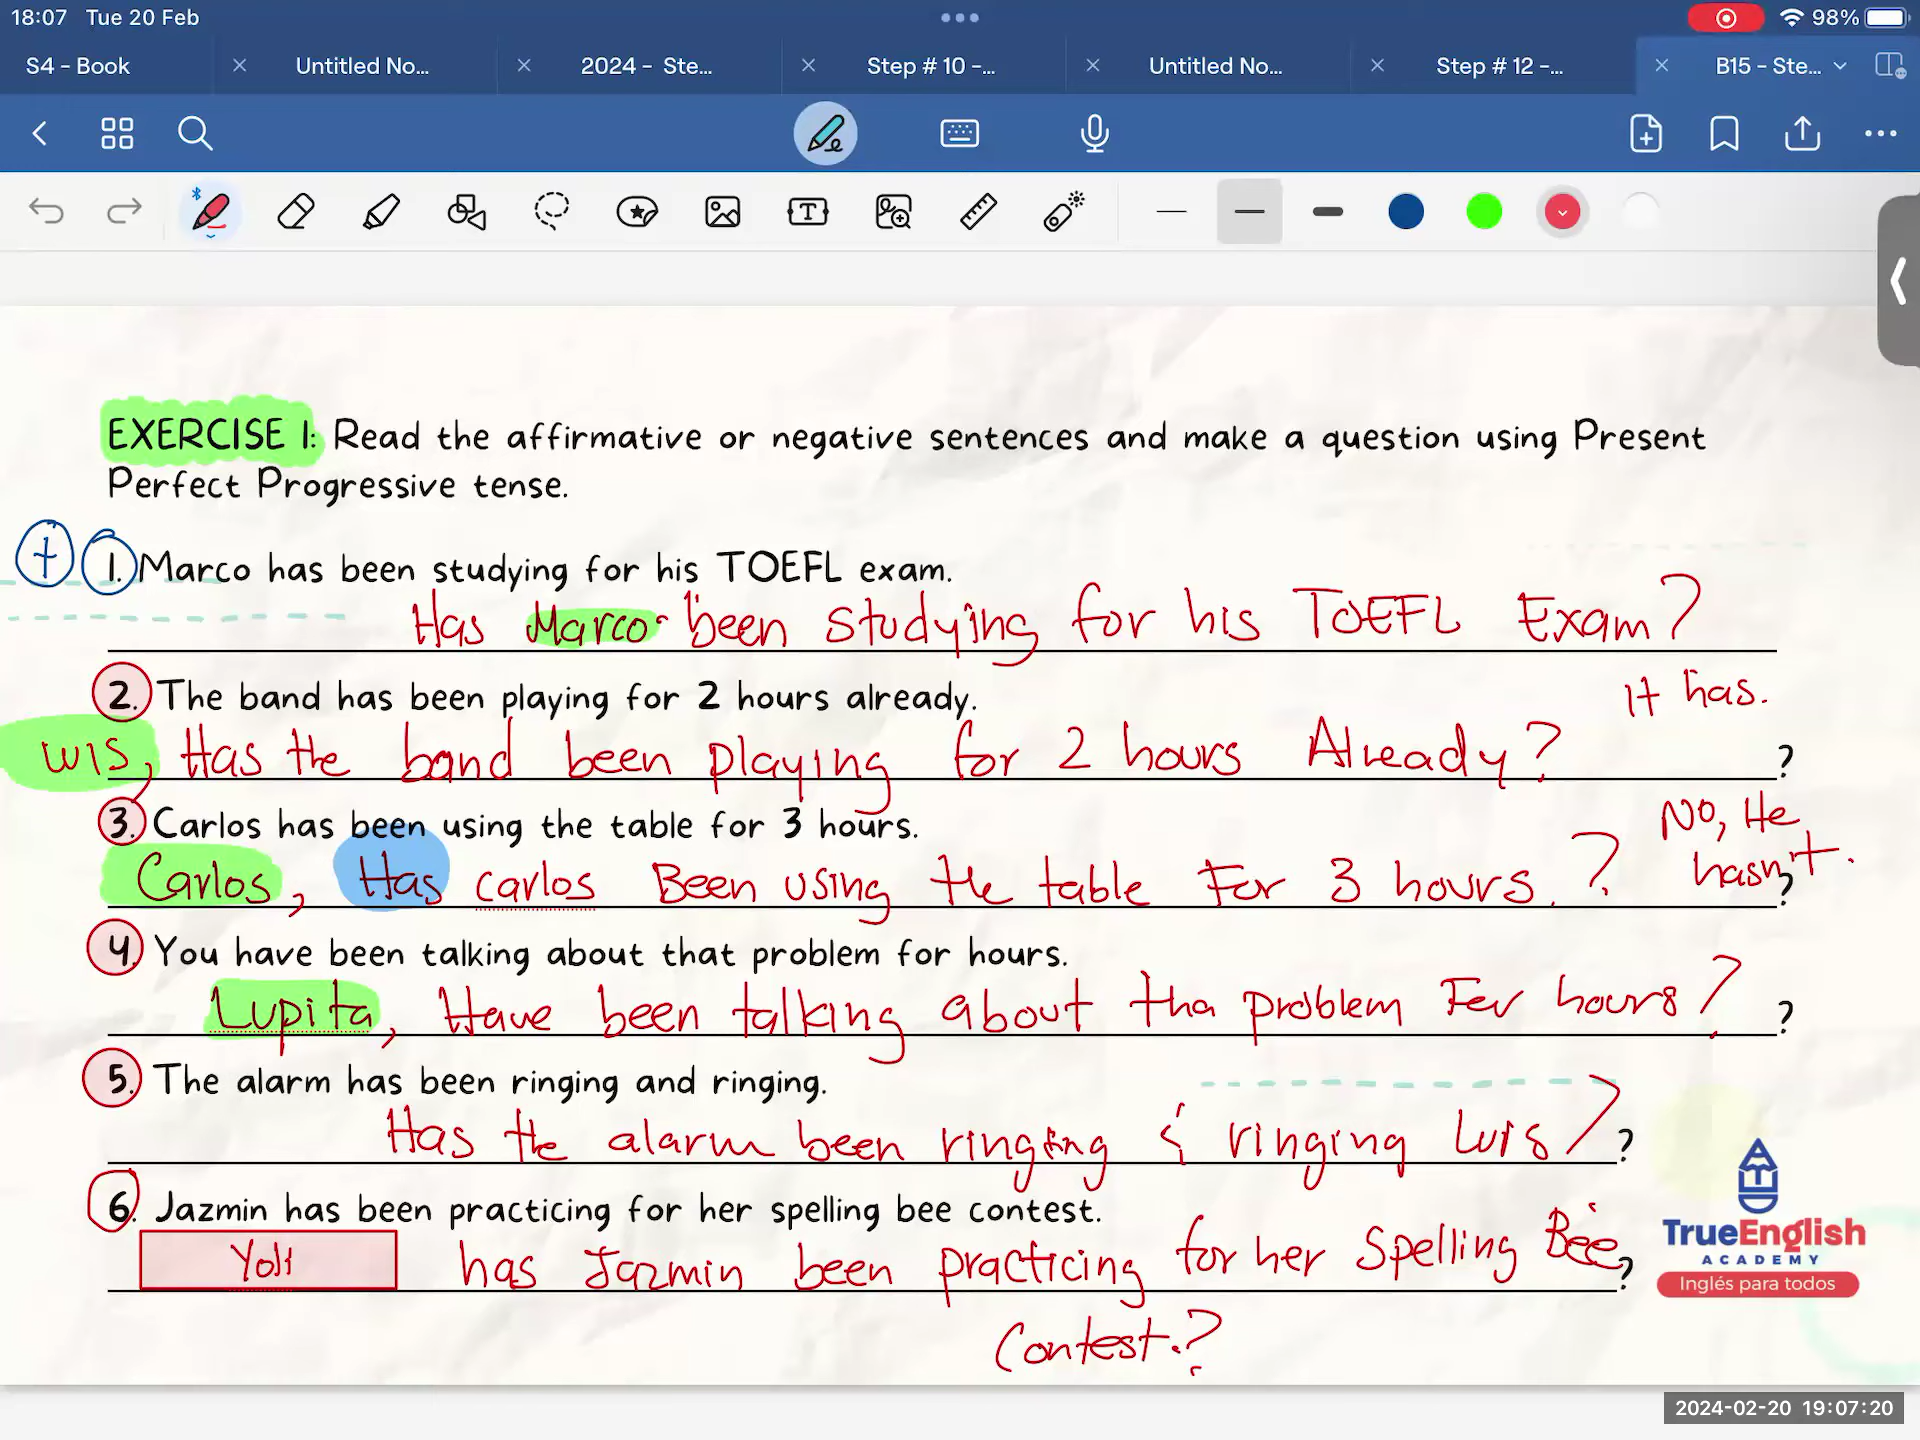 18:07 Tue 20 Feb 98%
S4 - Book Untitled No... 2024 - Ste... Step # 10 -... Untitled No... Step # 12 -... B15 - Ste...
EXERCISE 1: Read the affirmative or negative sentences and make a question using Present
Perfect Progressive tense.
+ 1. Marco has been studying for his TOEFL exam.
Has Marco been studying for his TOEFL Exam?
2. The band has been playing for 2 hours already.
It has.
Luis, Has the band been playing for 2 hours Already? ?
3. Carlos has been using the table for 3 hours.
No, He
hasn't.
Carlos, Has carlos Been using the table For 3 hours. ? ?
4. You have been talking about that problem for hours.
Lupita, Have been talking about tha problem For hours? ?
5. The alarm has been ringing and ringing.
Has the alarm been ringing & ringing Luis? ?
6. Jazmin has been practicing for her spelling bee contest.
Yoli has Jazmin been practicing for her Spelling Bee ?
Contest.?
TrueEnglish
ACADEMY
Inglés para todos
2024-02-20 19:07:20